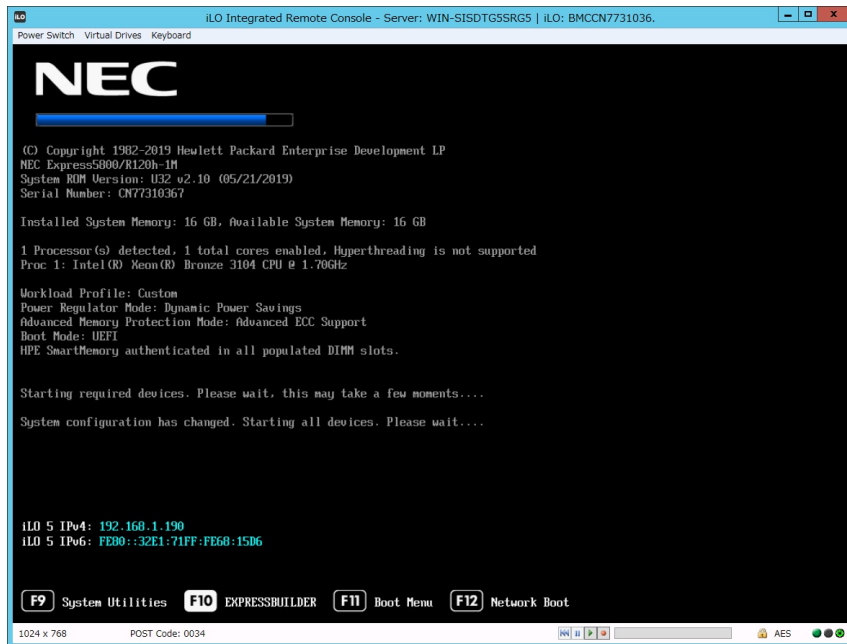 iLO Integrated Remote Console - Server: WIN-SISDTG5SRG5 | iLO: BMCCN7731036.
Power Switch Virtual Drives Keyboard
NEC
(C) Copyright 1982-2019 Hewlett Packard Enterprise Development LP
NEC Express5800/R120h-1M
System ROM Version: U32 v2.10 (05/21/2019)
Serial Number: CN77310367
Installed System Memory: 16 GB, Available System Memory: 16 GB
1 Processor(s) detected, 1 total cores enabled, Hyperthreading is not supported
Proc 1: Intel(R) Xeon(R) Bronze 3104 CPU @ 1.70GHz
Workload Profile: Custom
Power Regulator Mode: Dynamic Power Savings
Advanced Memory Protection Mode: Advanced ECC Support
Boot Mode: UEFI
HPE SmartMemory authenticated in all populated DIMM slots.
Starting required devices. Please wait, this may take a few moments....
System configuration has changed. Starting all devices. Please wait....
iLO 5 IPv4: 192.168.1.190
iLO 5 IPv6: FE80::32E1:71FF:FE68:15D6
F9 System Utilities F10 EXPRESSBUILDER F11 Boot Menu F12 Network Boot
1024 x 768 POST Code: 0034 AES